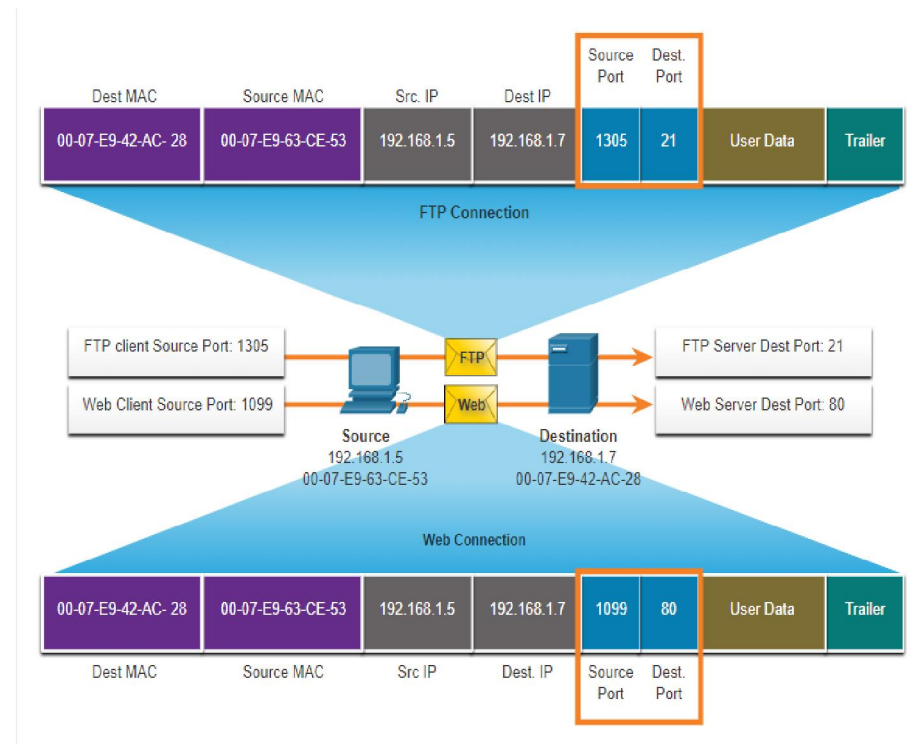 Source Dest.
Port Port
Dest MAC Source MAC Src. IP Dest IP
00-07-E9-42-AC- 28 00-07-E9-63-CE-53 192.168.1.5 192.168.1.7 1305 21 User Data Trailer
FTP Connection
FTP client Source Port: 1305 FTP FTP Server Dest Port: 21
Web Client Source Port: 1099 Web Web Server Dest Port: 80
Source Destination
192.168.1.5 192.168.1.7
00-07-E9-63-CE-53 00-07-E9-42-AC-28
Web Connection
00-07-E9-42-AC- 28 00-07-E9-63-CE-53 192.168.1.5 192.168.1.7 1099 80 User Data Trailer
Dest MAC Source MAC Src IP Dest. IP Source Dest.
Port Port